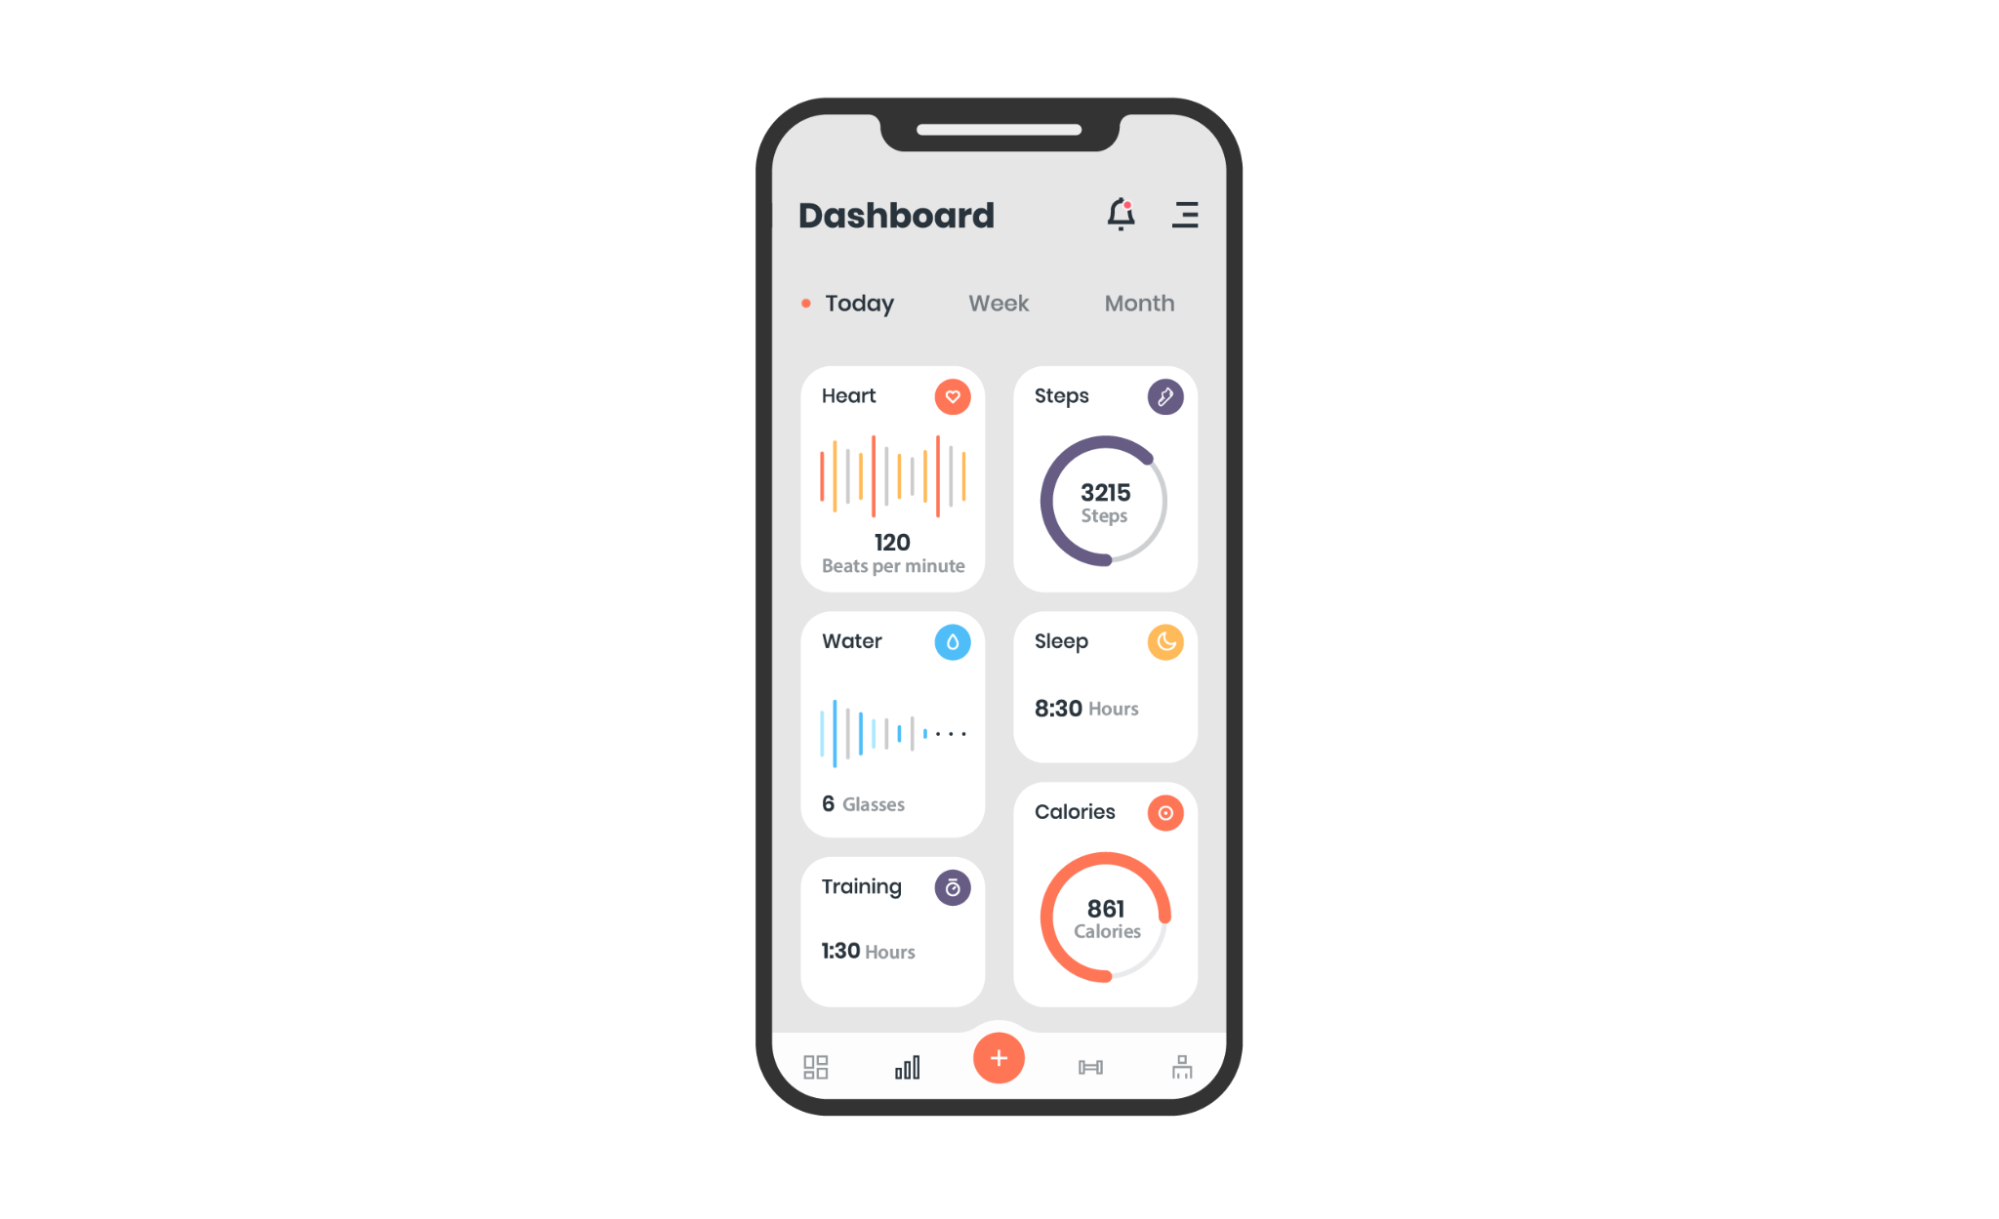 Dashboard
Today Week Month
Heart
120
Beats per minute
Steps
3215
Steps
Water
6 Glasses
Sleep
8:30 Hours
Training
1:30 Hours
Calories
861
Calories